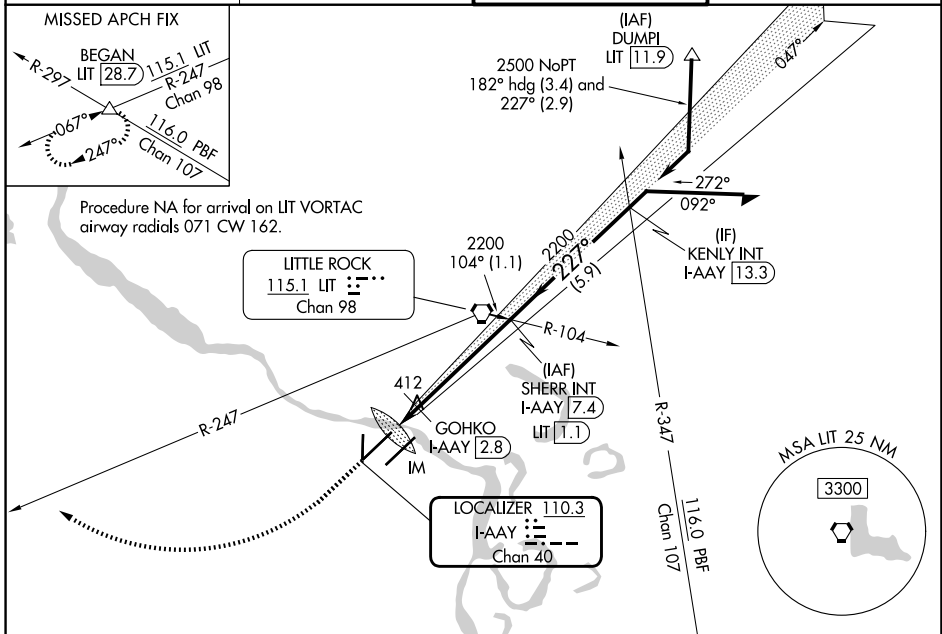 MISSED APCH FIX
BEGAN
LIT 28.7
115.1 LIT
R-247
Chan 98
R-297
067°
247°
116.0 PBF
Chan 107
(IAF)
DUMPI
LIT 11.9
2500 NoPT
182° hdg (3.4) and
227° (2.9)
047°
Procedure NA for arrival on LIT VORTAC
airway radials 071 CW 162.
272°
092°
(IF)
KENLY INT
I-AAY 13.3
2200
227°
(5.9)
2200
104° (1.1)
LITTLE ROCK
115.1 LIT
Chan 98
R-104
(IAF)
SHERR INT
I-AAY 7.4
LIT 1.1
R-247
412
GOHKO
I-AAY 2.8
IM
R-347
116.0 PBF
Chan 107
LOCALIZER 110.3
I-AAY
Chan 40
MSA LIT 25 NM
3300